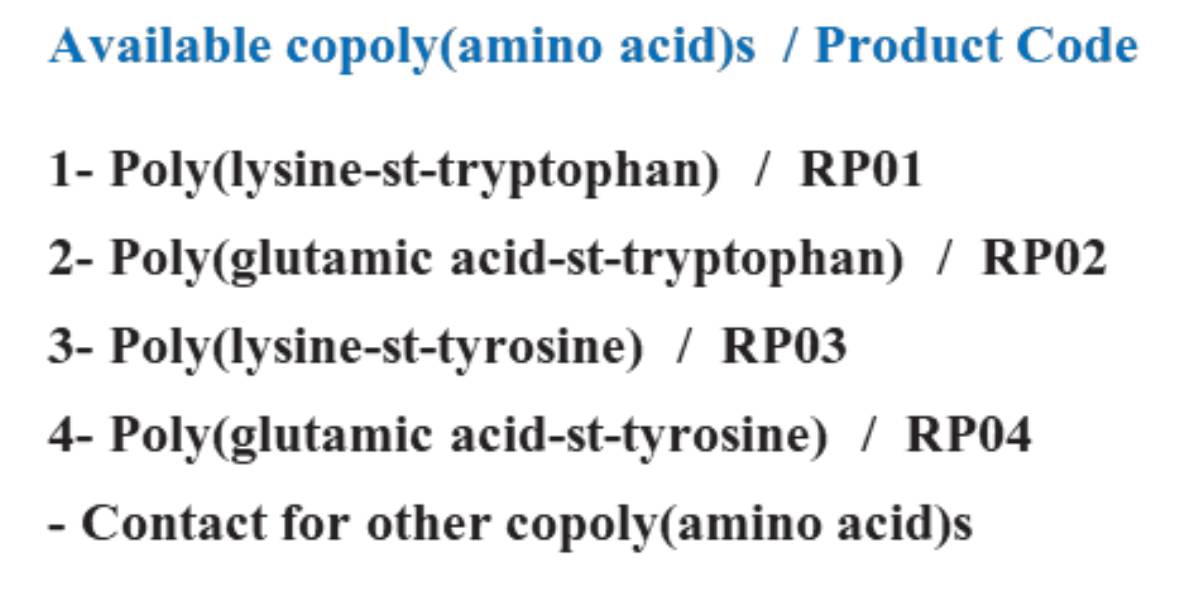 Available copoly(amino acid)s / Product Code
1- Poly(lysine-st-tryptophan) / RP01
2- Poly(glutamic acid-st-tryptophan) / RP02
3- Poly(lysine-st-tyrosine) / RP03
4- Poly(glutamic acid-st-tyrosine) / RP04
- Contact for other copoly(amino acid)s